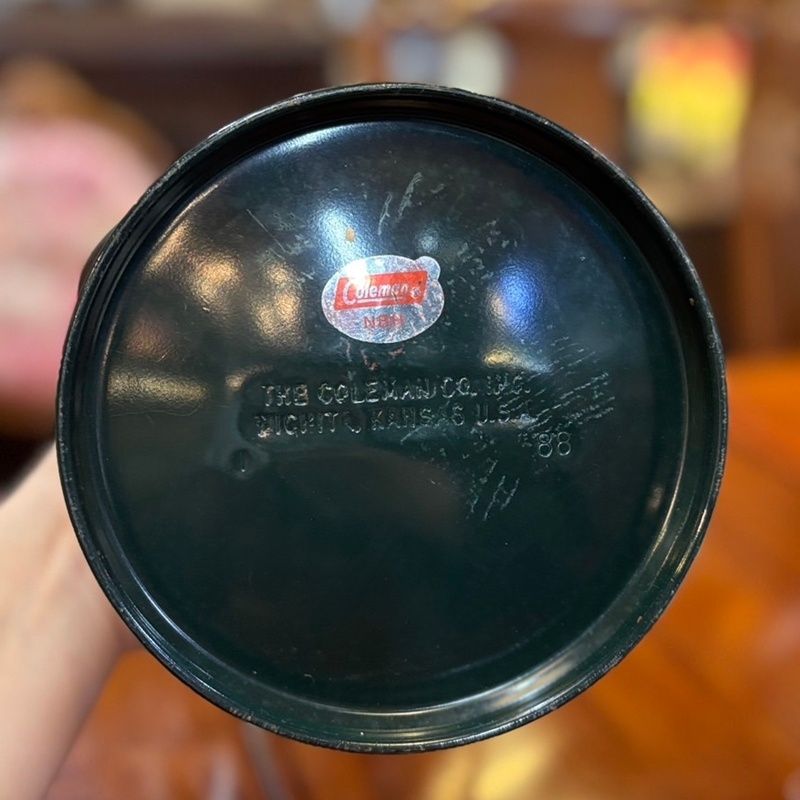 Coleman
THE COLEMAN CO. INC.
WICHITA, KANSAS U.S.
88